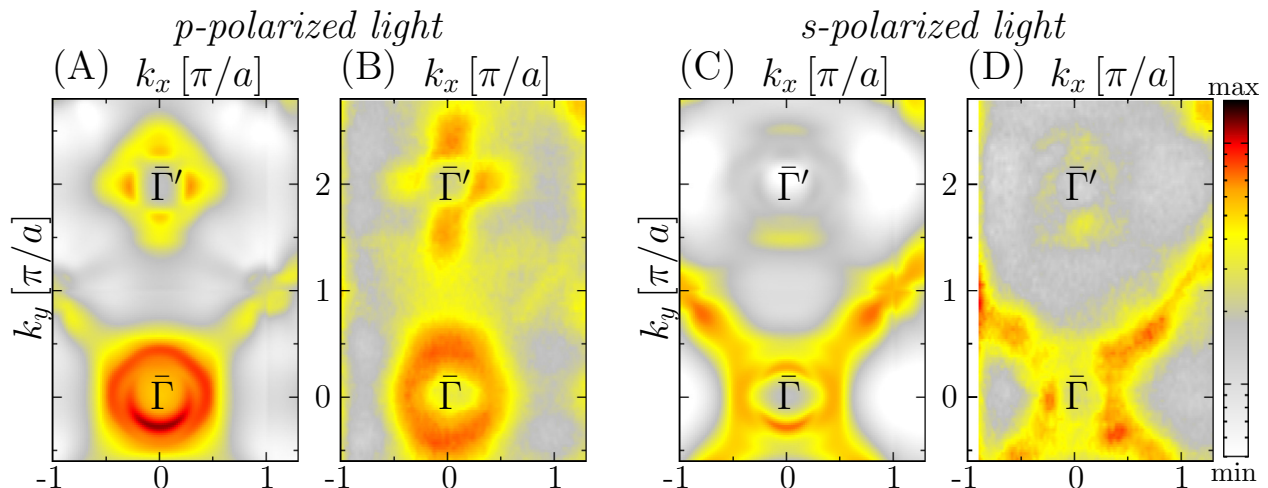 p-polarized light s-polarized light
(A) k_x [π/a] (B) k_x [π/a] (C) k_x [π/a] (D) k_x [π/a]
max
Γ̄′ 2 Γ̄′ Γ̄′ 2 Γ̄′
k_y [π/a] k_y [π/a]
1 1
Γ̄ 0 Γ̄ Γ̄ 0 Γ̄
min
-1 0 1 -1 0 1 -1 0 1 -1 0 1